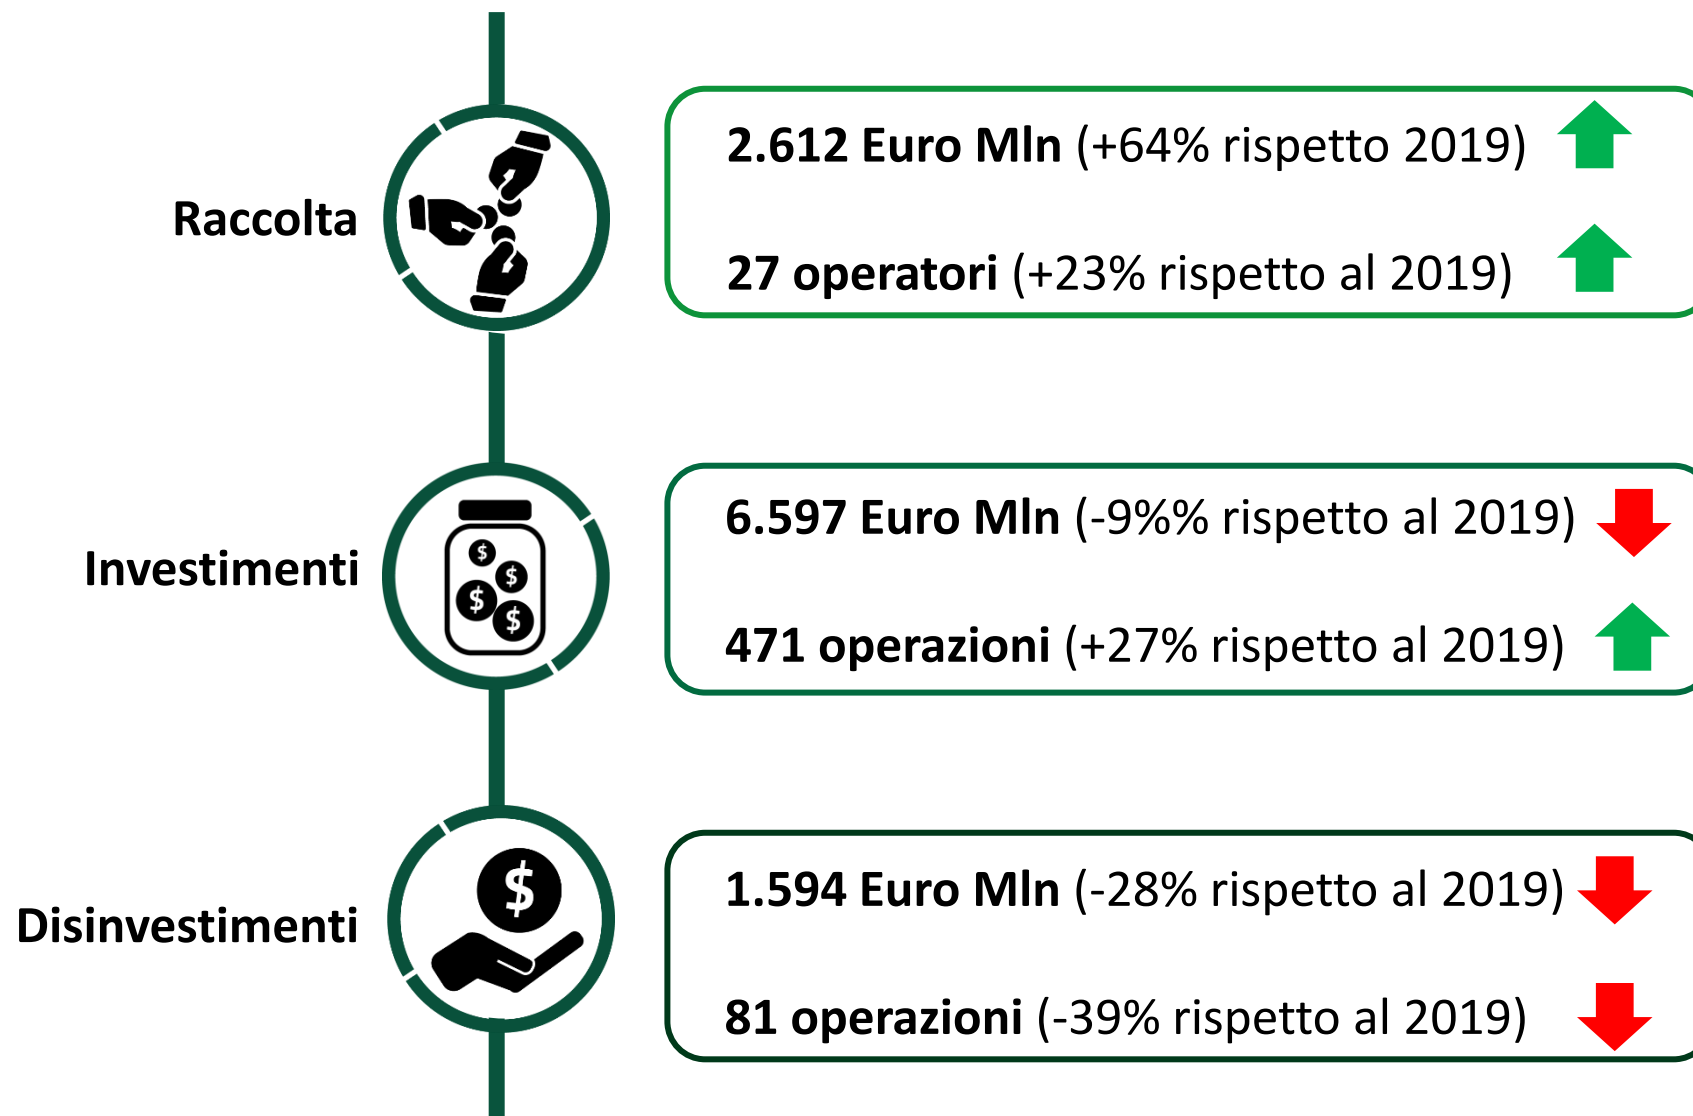 Raccolta
2.612 Euro Mln (+64% rispetto 2019)
27 operatori (+23% rispetto al 2019)
Investimenti
$
$
$
$
6.597 Euro Mln (-9%% rispetto al 2019)
471 operazioni (+27% rispetto al 2019)
Disinvestimenti
$
1.594 Euro Mln (-28% rispetto al 2019)
81 operazioni (-39% rispetto al 2019)